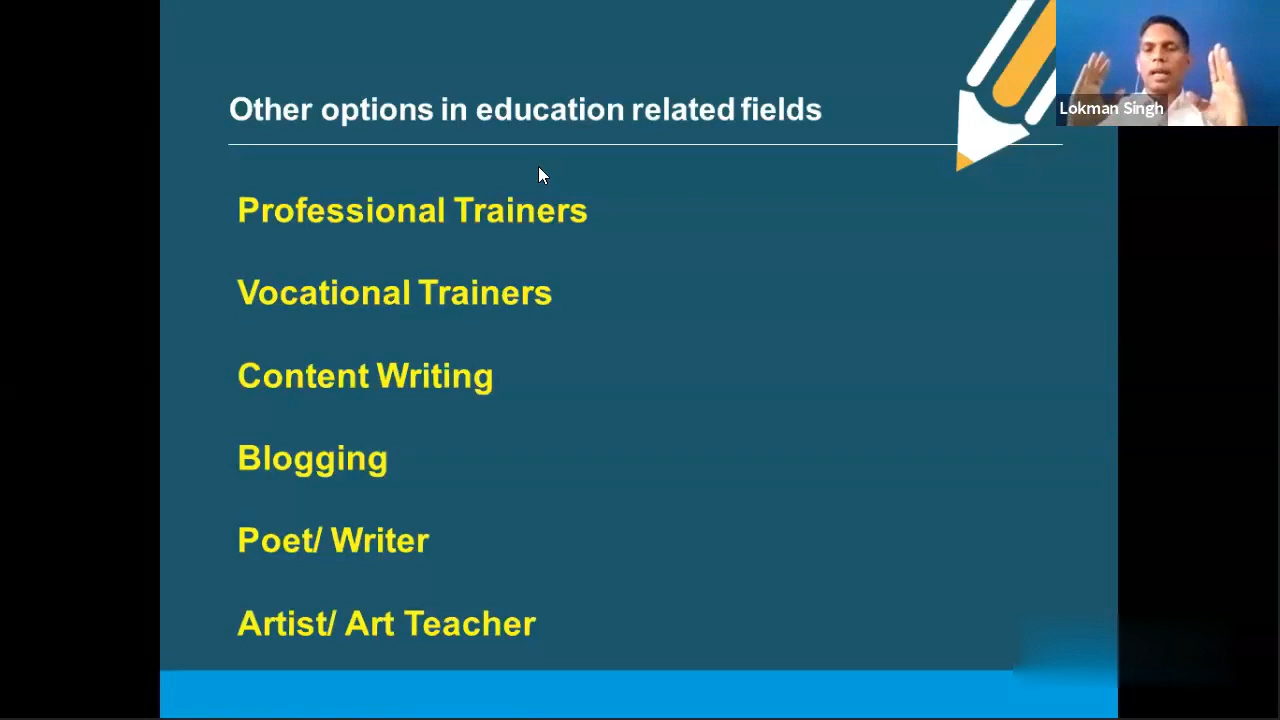 Other options in education related fields
Lokman Singh
Professional Trainers
Vocational Trainers
Content Writing
Blogging
Poet/ Writer
Artist/ Art Teacher